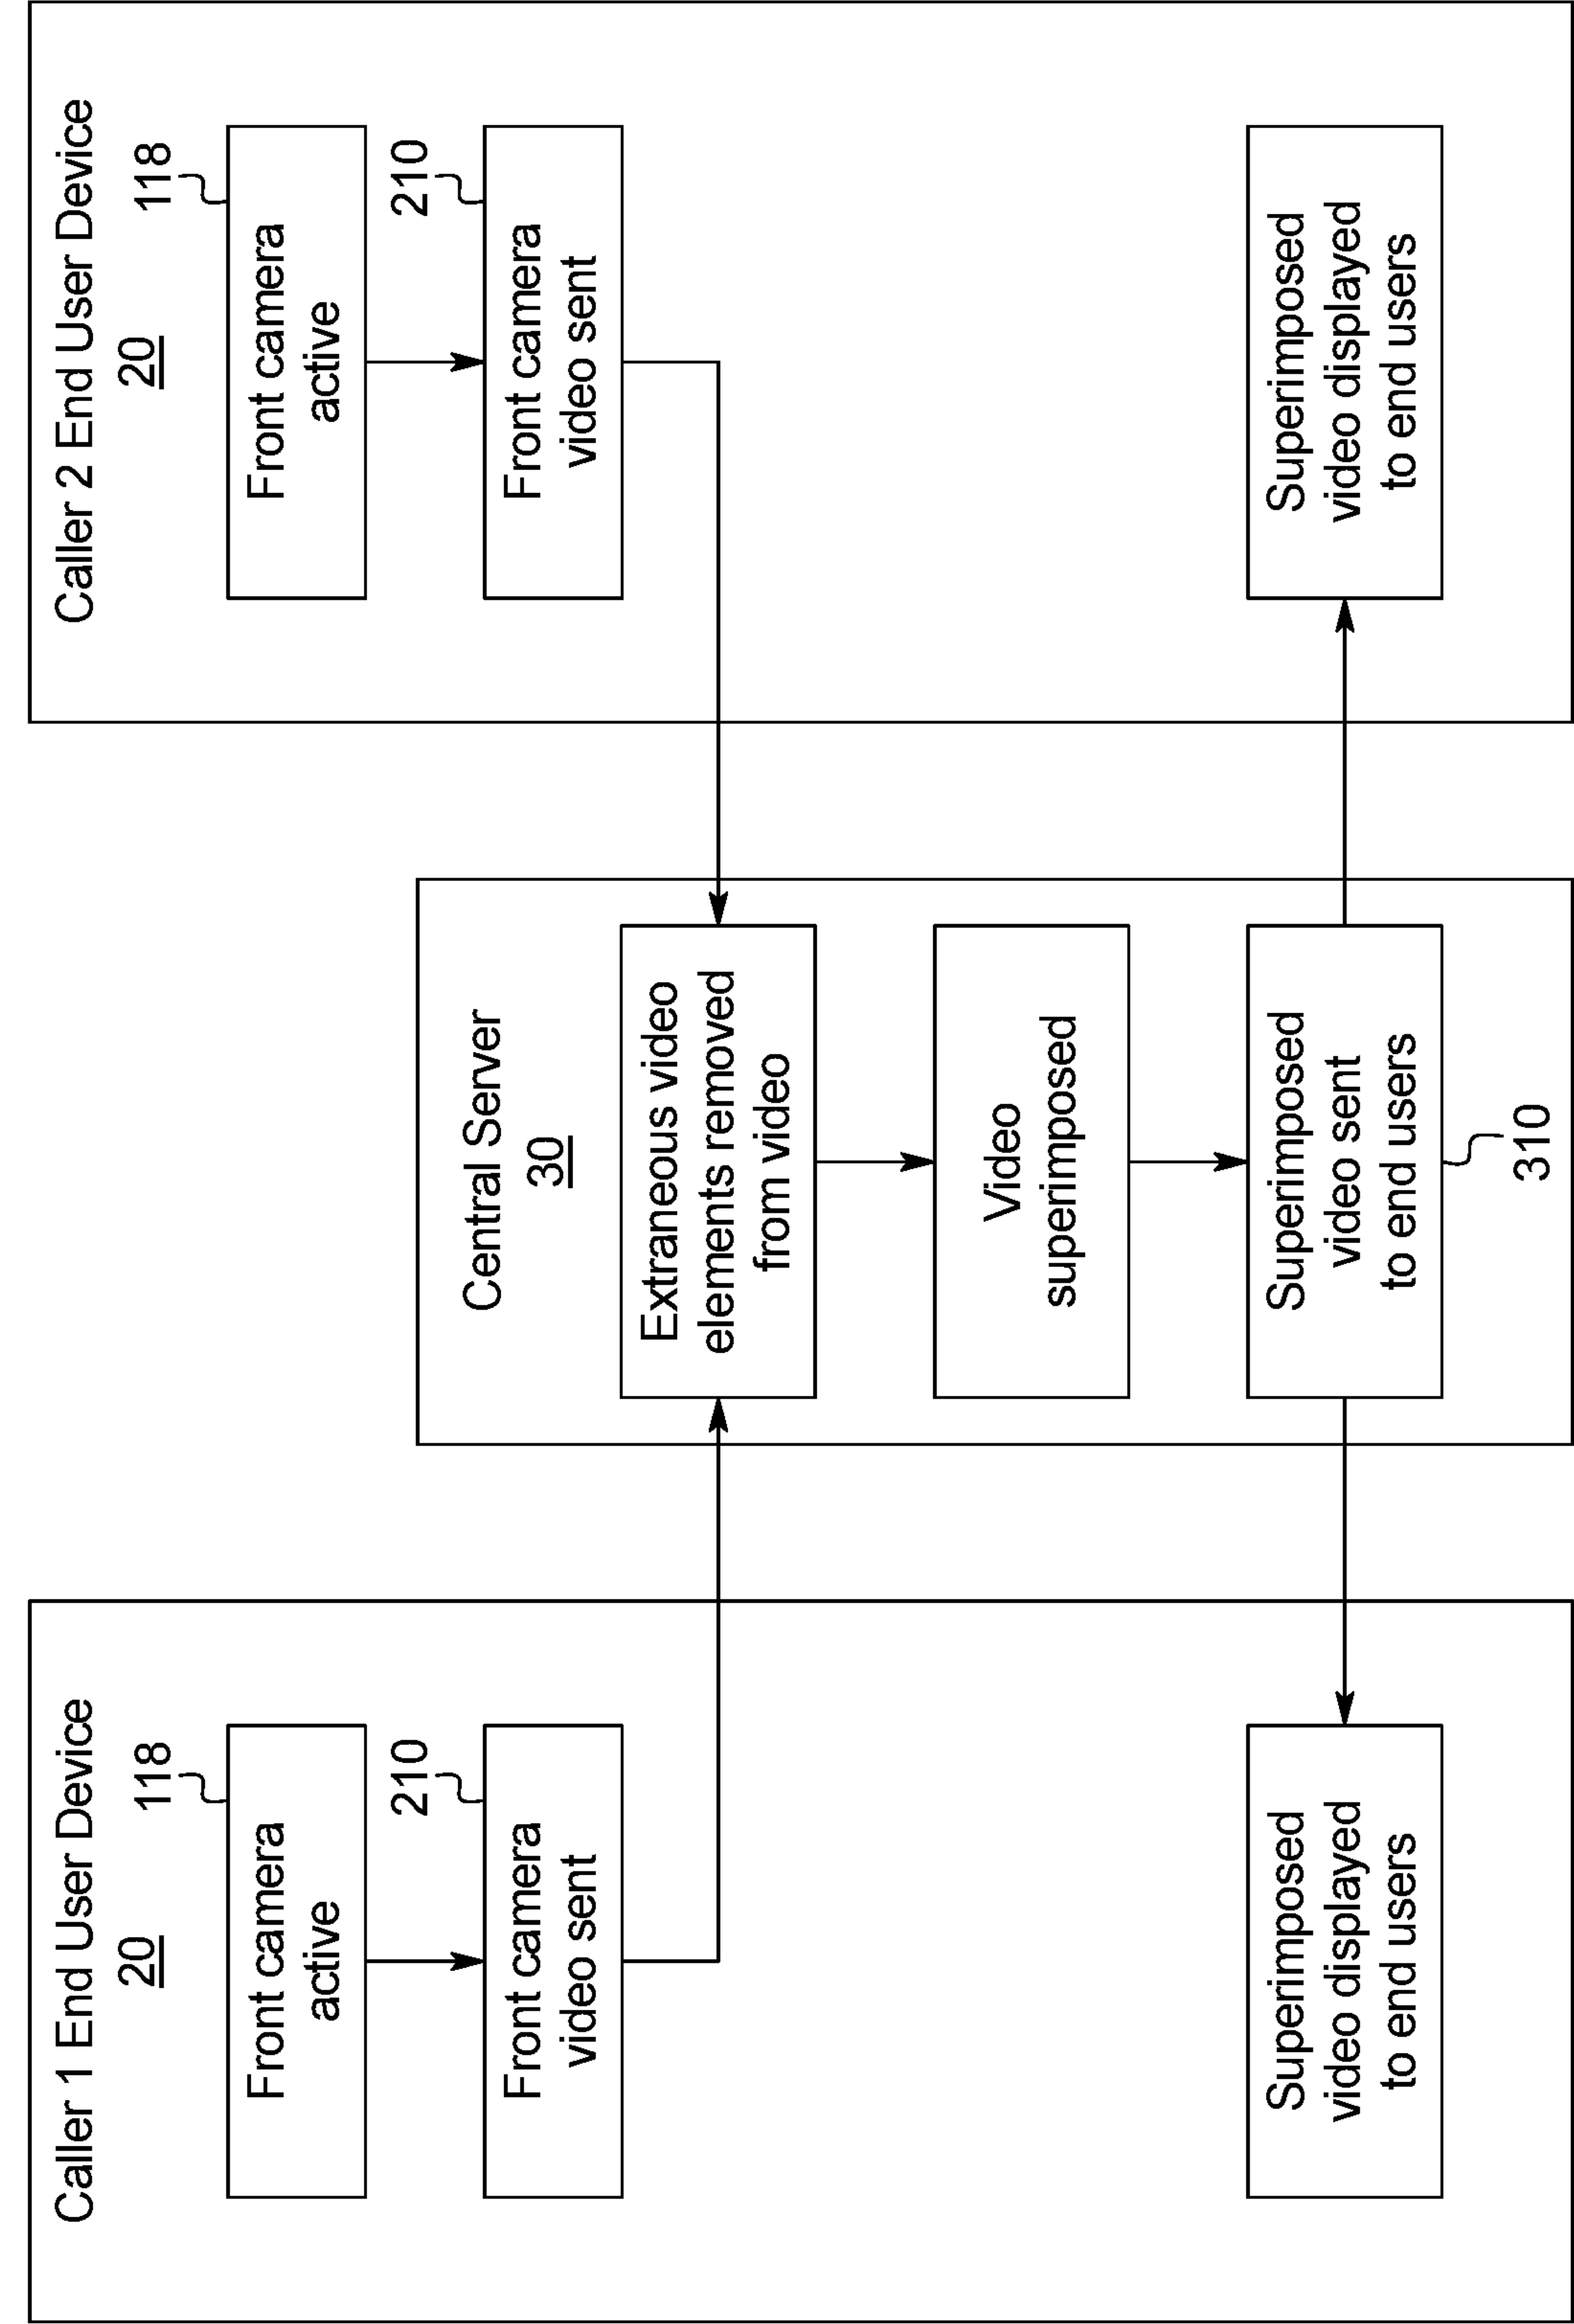 Caller 1 End User Device
20
118
Front camera
active
210
Front camera
video sent
Superimposed
video displayed
to end users
Central Server
30
Extraneous video
elements removed
from video
Video
superimposed
Superimposed
video sent
to end users
310
Caller 2 End User Device
20
118
Front camera
active
210
Front camera
video sent
Superimposed
video displayed
to end users